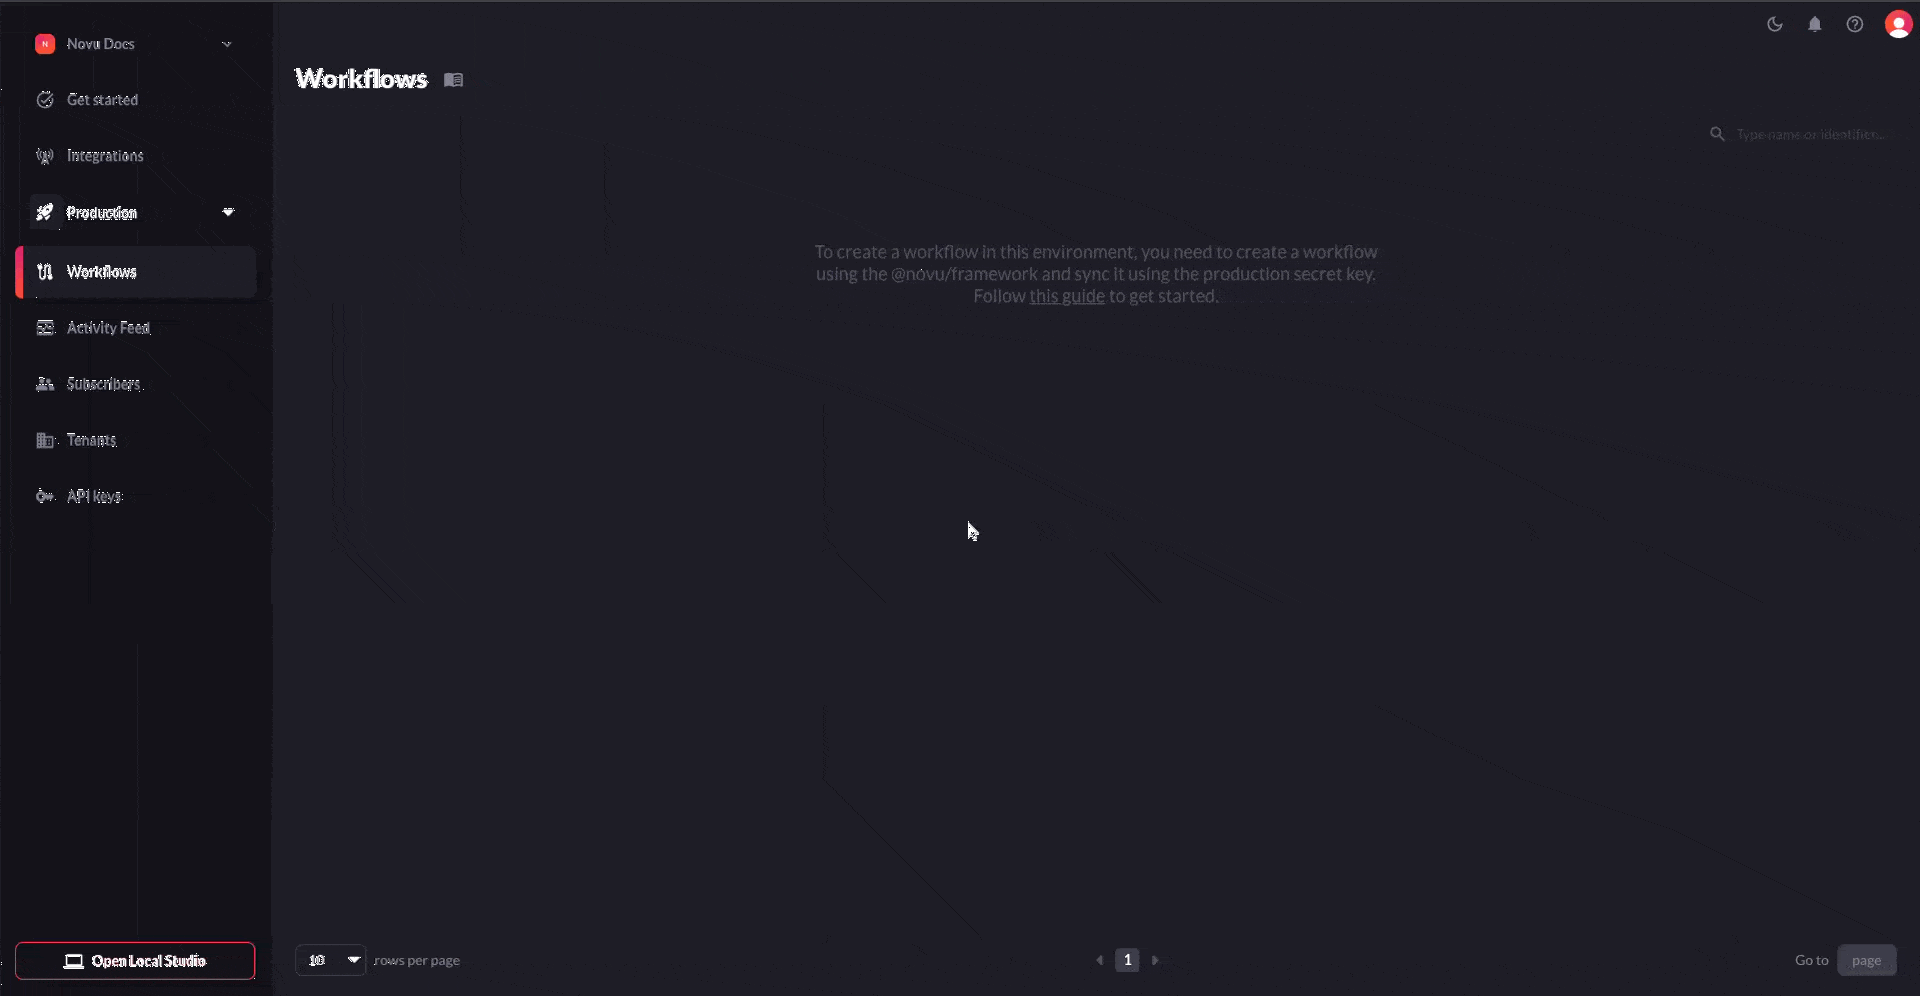 N Novu Docs
Get started
Integrations
Production
Workflows
Activity Feed
Subscribers
Tenants
API keys
Open Local Studio
Workflows
Type name or identifier...
To create a workflow in this environment, you need to create a workflow
using the @novu/framework and sync it using the production secret key.
Follow this guide to get started.
10 rows per page
1
Go to page